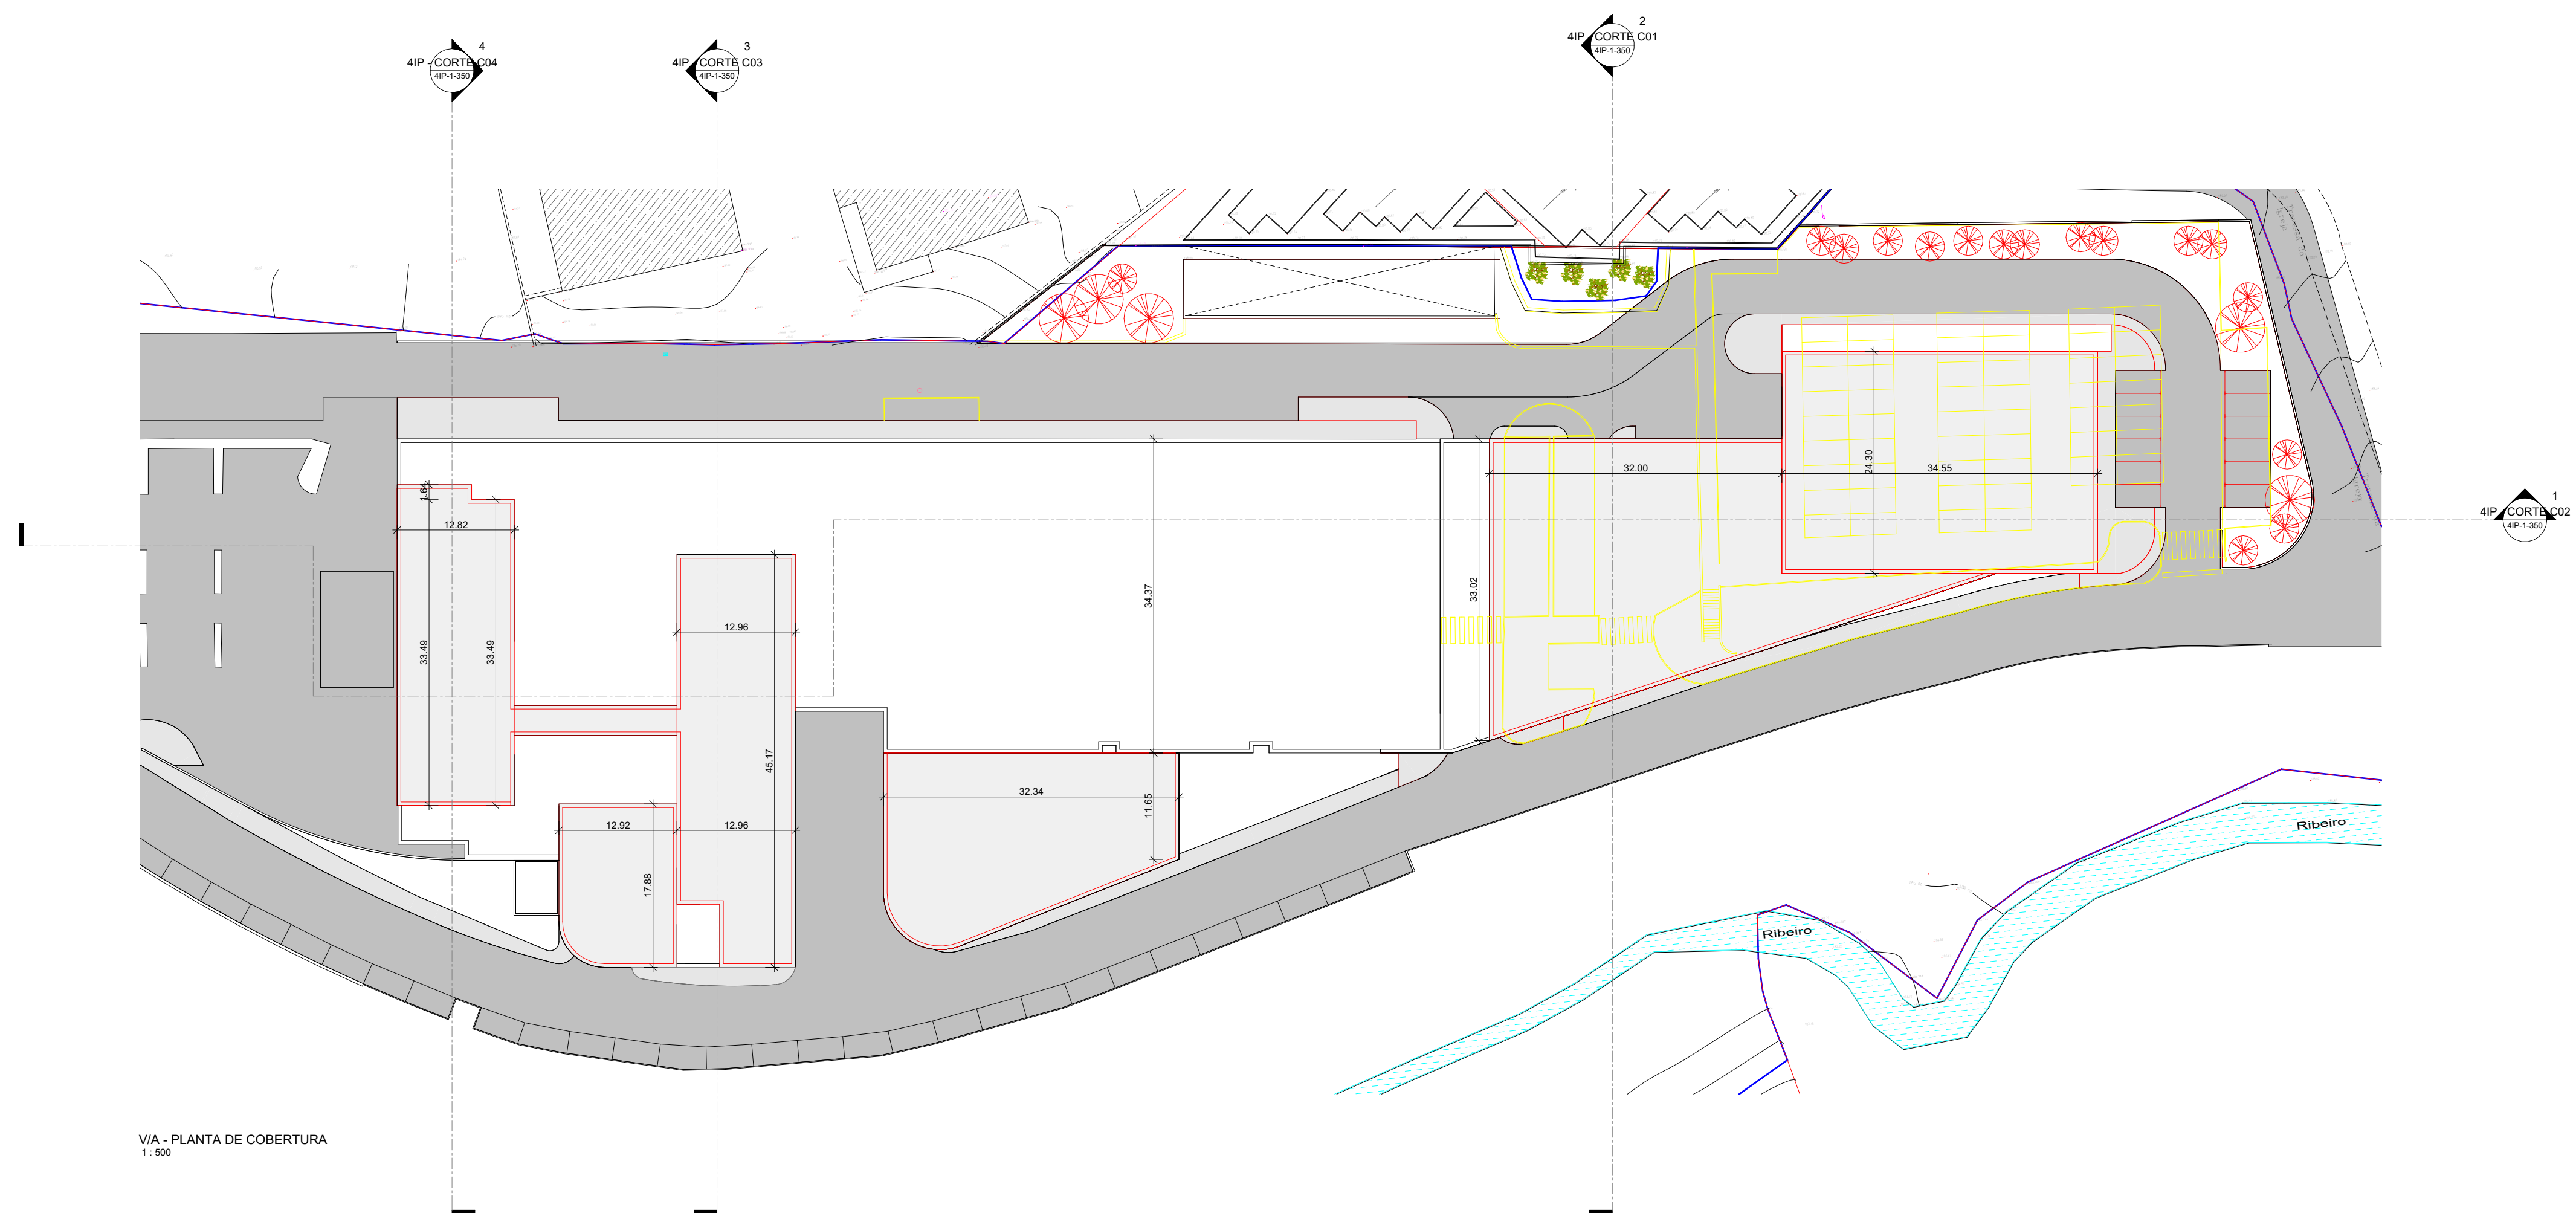 2
4IP - CORTE C01
4IP-1-350
4
4IP - CORTE C04
4IP-1-350
3
4IP - CORTE C03
4IP-1-350
1
4IP - CORTE C02
4IP-1-350
32.00
24.30
34.55
1.64
12.82
33.49
33.49
12.96
34.37
33.02
45.17
32.34
11.65
12.92
12.96
17.88
Ribeiro
Ribeiro
V/A - PLANTA DE COBERTURA
1 : 500